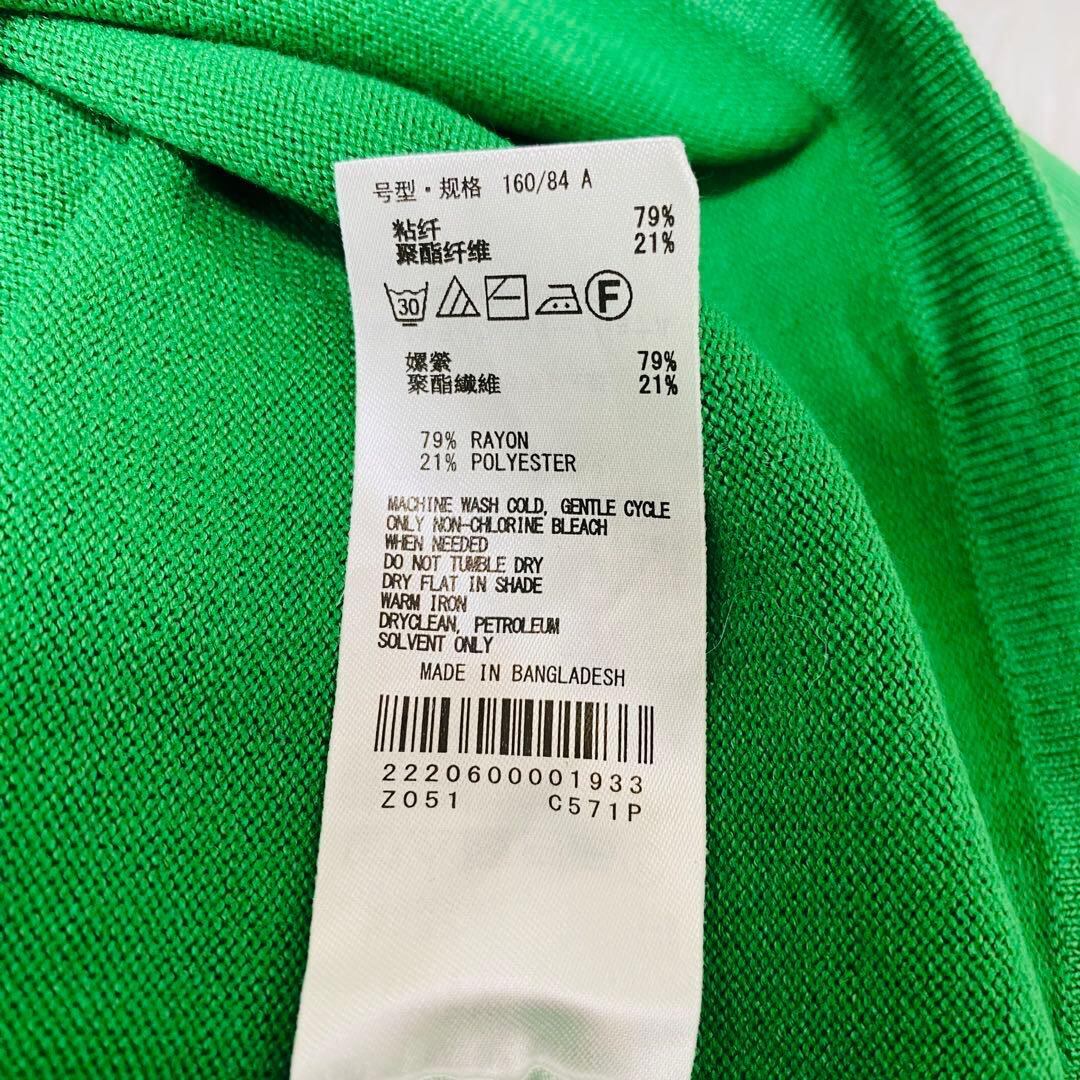 号型·规格 160/84 A
粘纤 79%
聚酯纤维 21%
30 F
嫘縈 79%
聚酯纖維 21%
79% RAYON
21% POLYESTER
MACHINE WASH COLD, GENTLE CYCLE
ONLY NON-CHLORINE BLEACH
WHEN NEEDED
DO NOT TUMBLE DRY
DRY FLAT IN SHADE
WARM IRON
DRYCLEAN, PETROLEUM
SOLVENT ONLY
MADE IN BANGLADESH
2220600001933
Z051 C571P